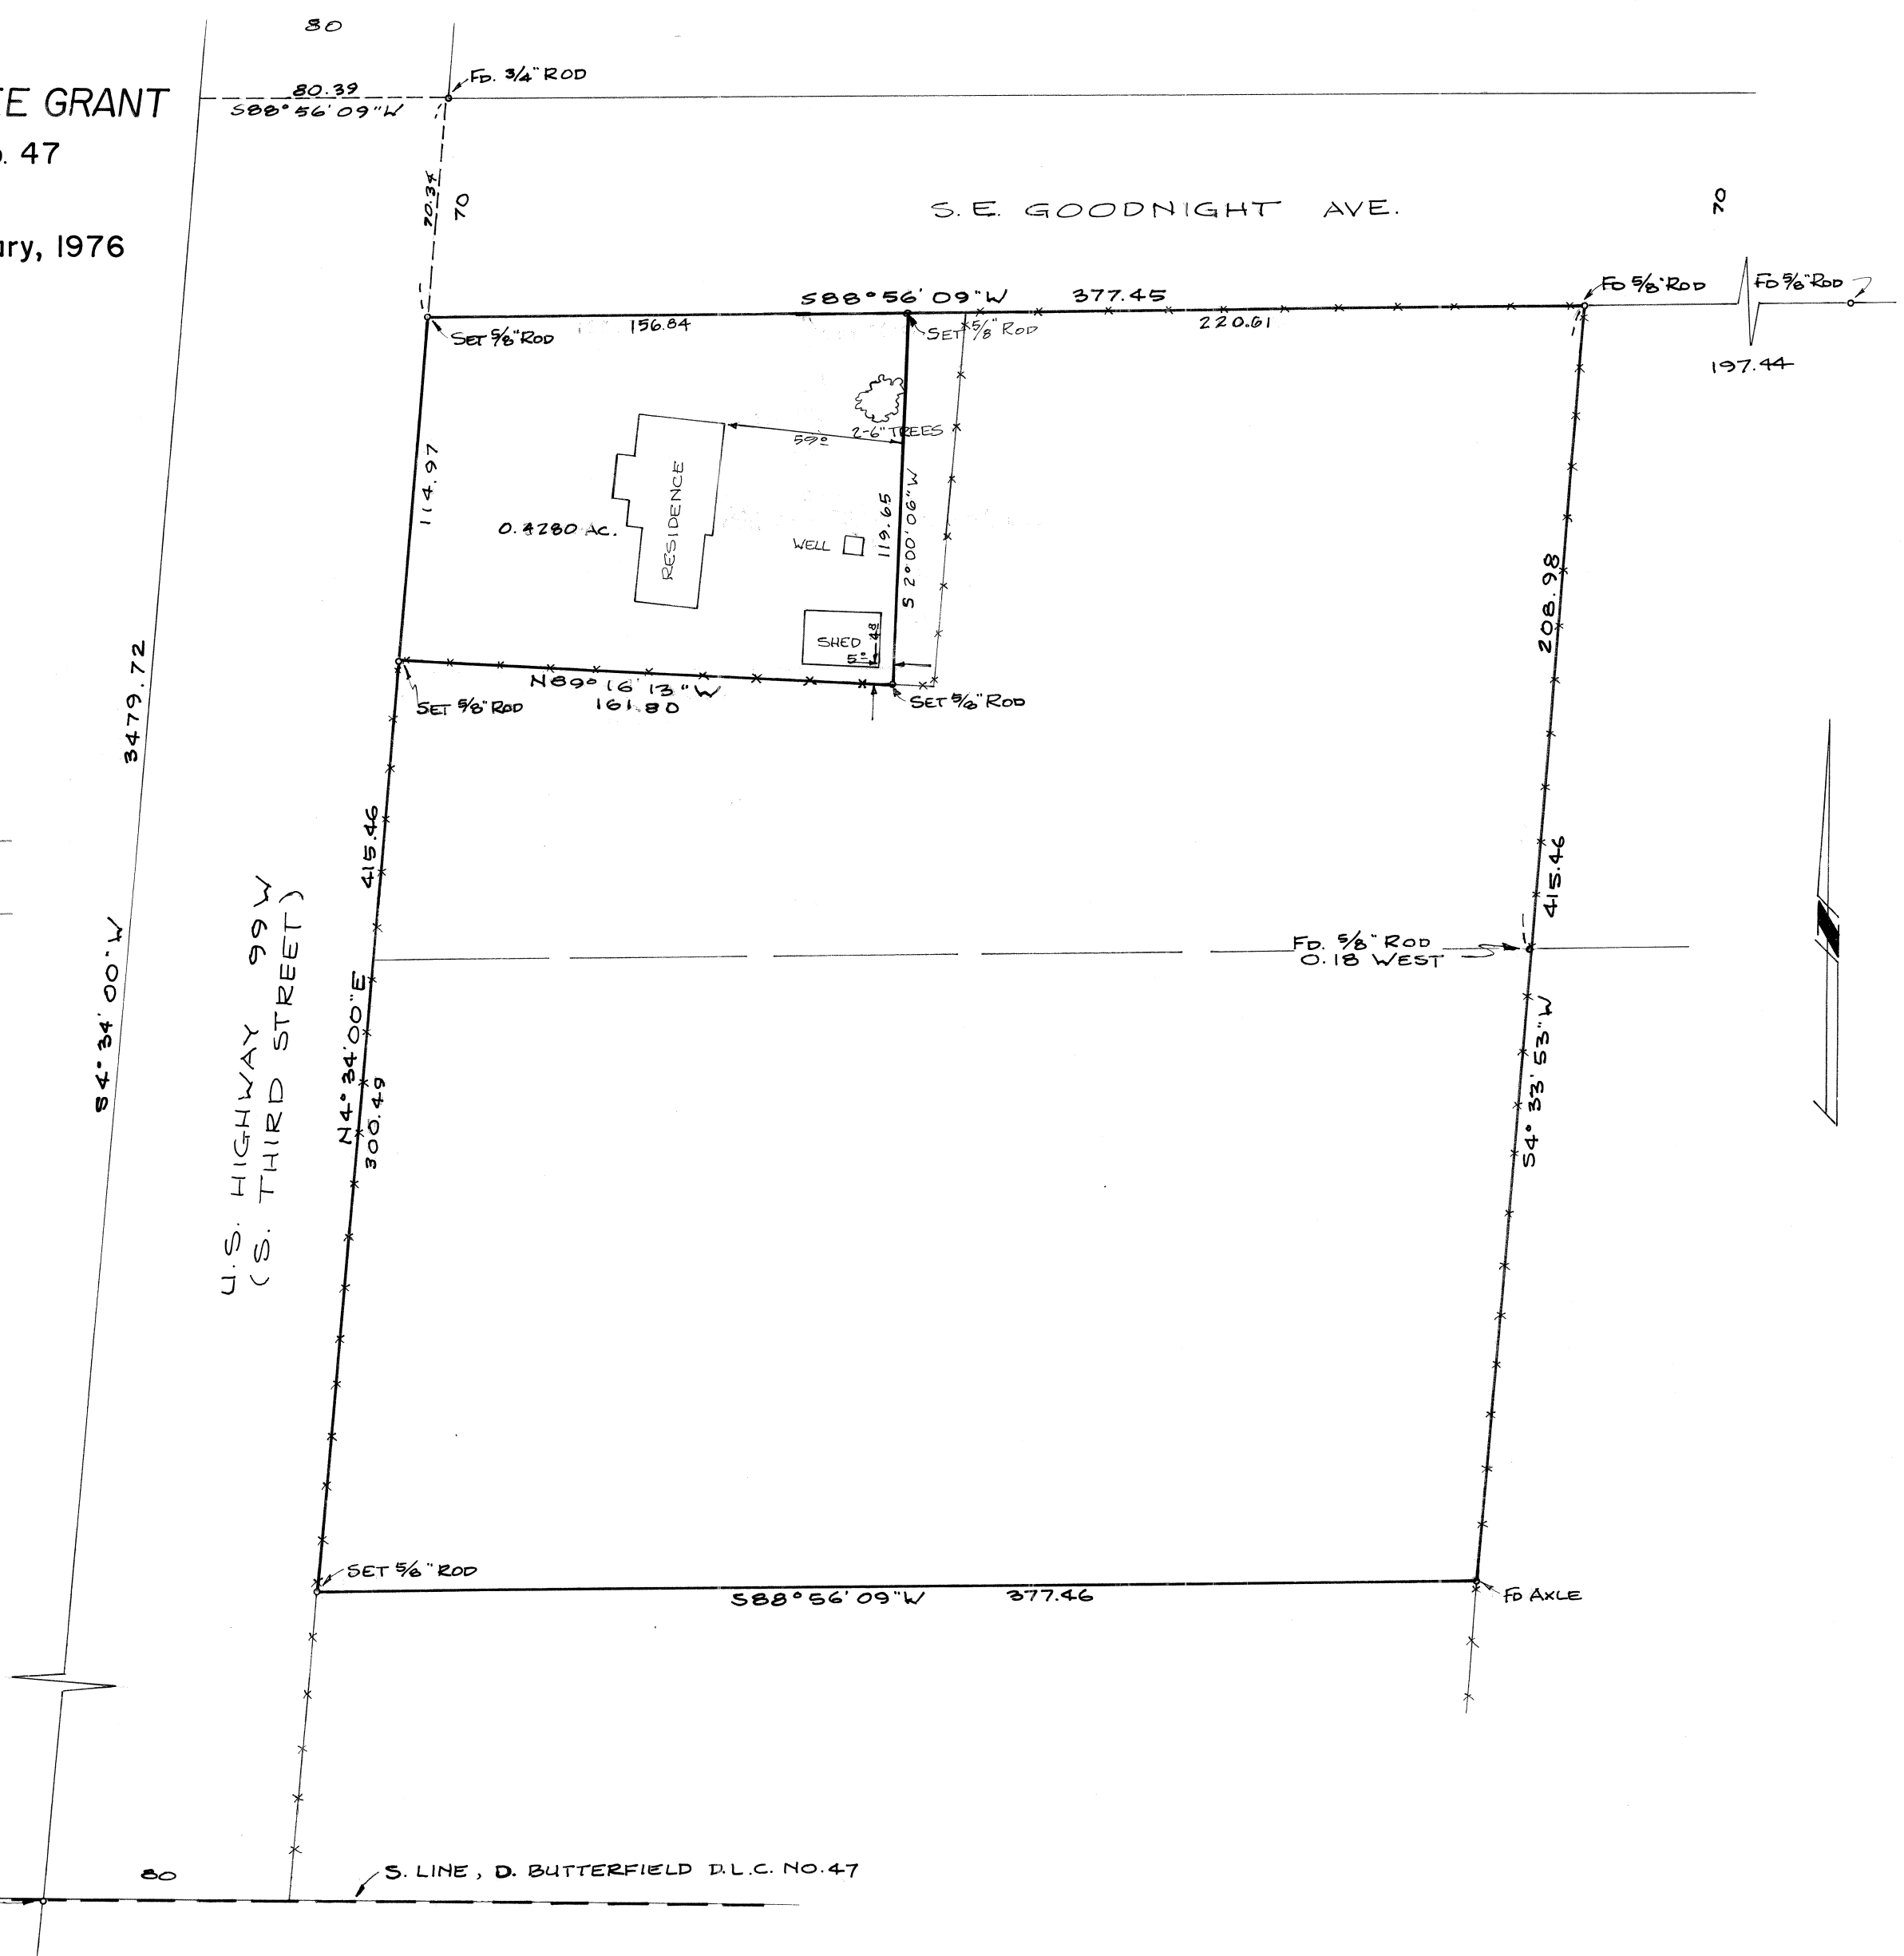 80
FD. 3/4" ROD
80.39
S88°56'09"W
E GRANT
. 47
ry, 1976
70.34
70
S.E. GOODNIGHT AVE.
70
S88°56'09"W 377.45
156.84
220.61
SET 5/8" ROD
SET 5/8" ROD
FD 5/8" ROD
FD 5/8" ROD
197.44
114.97
59º
2-6" TREES
RESIDENCE
0.4280 AC.
WELL
119.65
S 2°00'06"W
SHED
5º
48
N89°16'13"W
161.80
SET 5/8" ROD
SET 5/8" ROD
208.98
3479.72
S4°34'00"W
415.46
N4°34'00"E
300.49
U.S. HIGHWAY 99W
(S. THIRD STREET)
415.46
FD. 5/8" ROD
0.18 WEST
S4°33'53"W
SET 5/8" ROD
S88°56'09"W 377.46
FD AXLE
80
S. LINE, D. BUTTERFIELD D.L.C. NO. 47